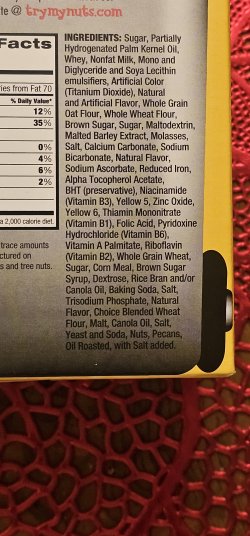 te @ trymynuts.com
Facts
ries from Fat 70
% Daily Value*
12%
35%
0%
4%
6%
2%
a 2,000 calorie diet.
trace amounts
ctured on
s and tree nuts.
INGREDIENTS: Sugar, Partially
Hydrogenated Palm Kernel Oil,
Whey, Nonfat Milk, Mono and
Diglyceride and Soya Lecithin
emulsifiers, Artificial Color
(Titanium Dioxide), Natural
and Artificial Flavor, Whole Grain
Oat Flour, Whole Wheat Flour,
Brown Sugar, Sugar, Maltodextrin,
Malted Barley Extract, Molasses,
Salt, Calcium Carbonate, Sodium
Bicarbonate, Natural Flavor,
Sodium Ascorbate, Reduced Iron,
Alpha Tocopherol Acetate,
BHT (preservative), Niacinamide
(Vitamin B3), Yellow 5, Zinc Oxide,
Yellow 6, Thiamin Mononitrate
(Vitamin B1), Folic Acid, Pyridoxine
Hydrochloride (Vitamin B6),
Vitamin A Palmitate, Riboflavin
(Vitamin B2), Whole Grain Wheat,
Sugar, Corn Meal, Brown Sugar
Syrup, Dextrose, Rice Bran and/or
Canola Oil, Baking Soda, Salt,
Trisodium Phosphate, Natural
Flavor, Choice Blended Wheat
Flour, Malt, Canola Oil, Salt,
Yeast and Soda, Nuts, Pecans,
Oil Roasted, with Salt added.